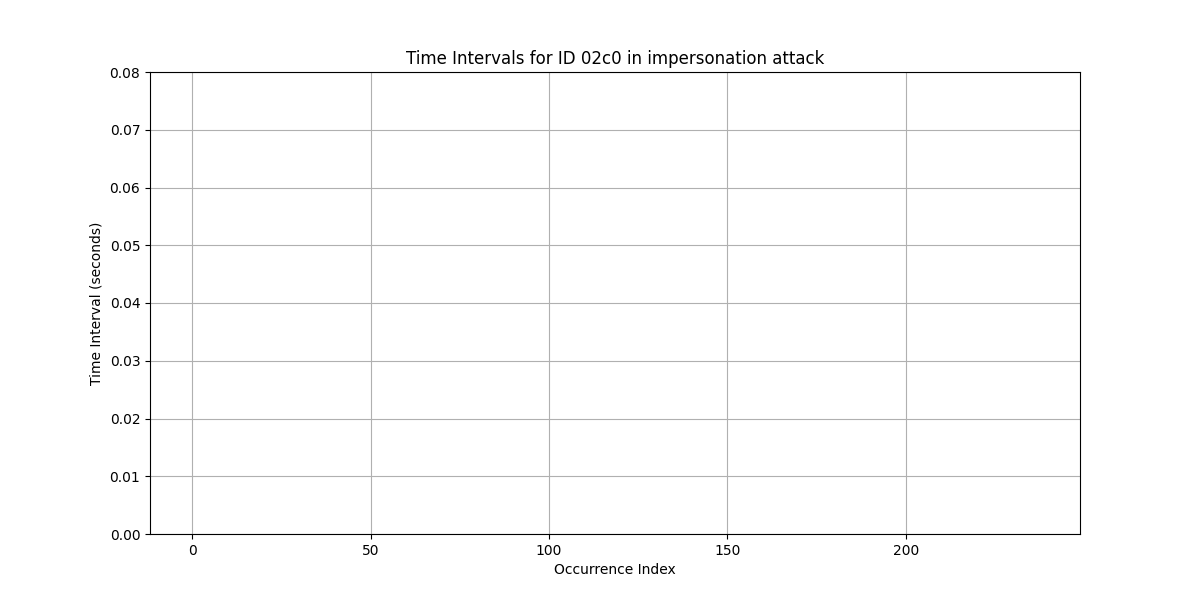 Time Intervals for ID 02c0 in impersonation attack
0.08
0.07
0.06
0.05
0.04
0.03
0.02
0.01
0.00
Time Interval (seconds)
0 50 100 150 200
Occurrence Index